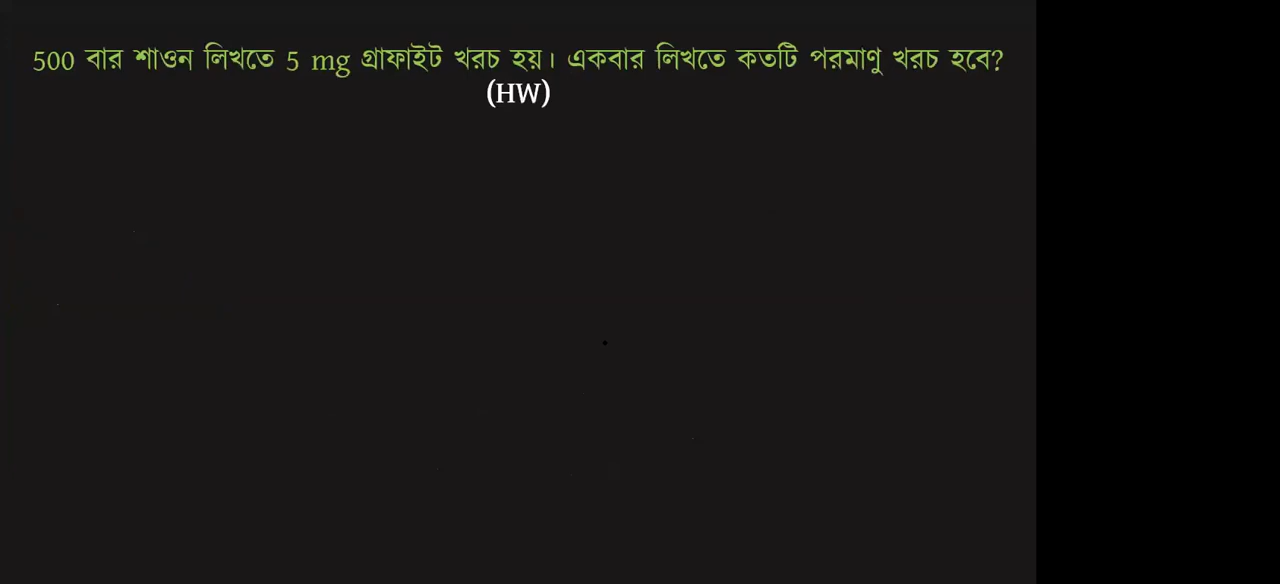 500 বার শাওন লিখতে 5 mg গ্রাফাইট খরচ হয়। একবার লিখতে কতটি পরমাণু খরচ হবে?
(HW)